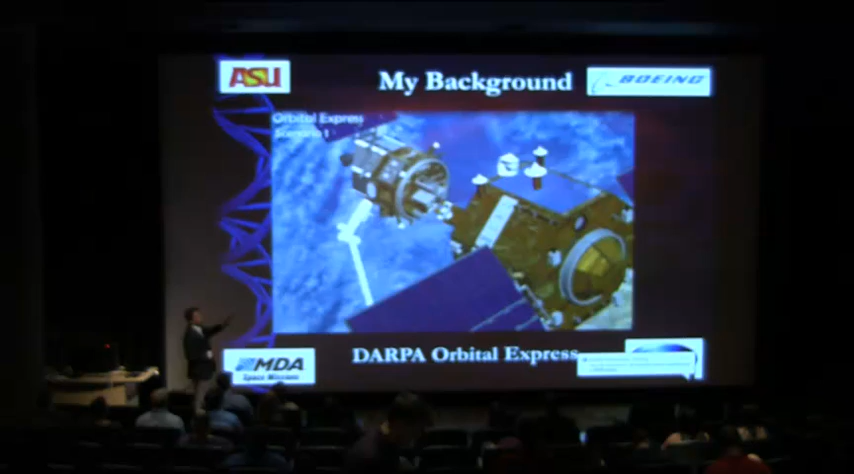 ASU
My Background
BOEING
Orbital Express
Scenario 1
MDA
Space Missions
DARPA Orbital Express